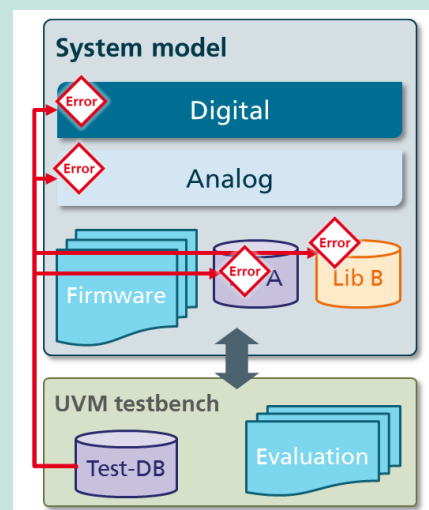 System model
Error
Digital
Error
Analog
Error
Firmware
Error
A
Lib B
UVM testbench
Test-DB
Evaluation